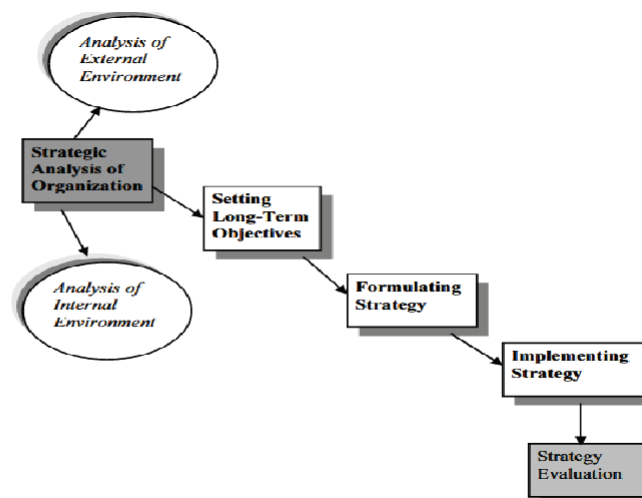 Analysis of
External
Environment
Strategic
Analysis of
Organization
Setting
Long-Term
Objectives
Analysis of
Internal
Environment
Formulating
Strategy
Implementing
Strategy
Strategy
Evaluation